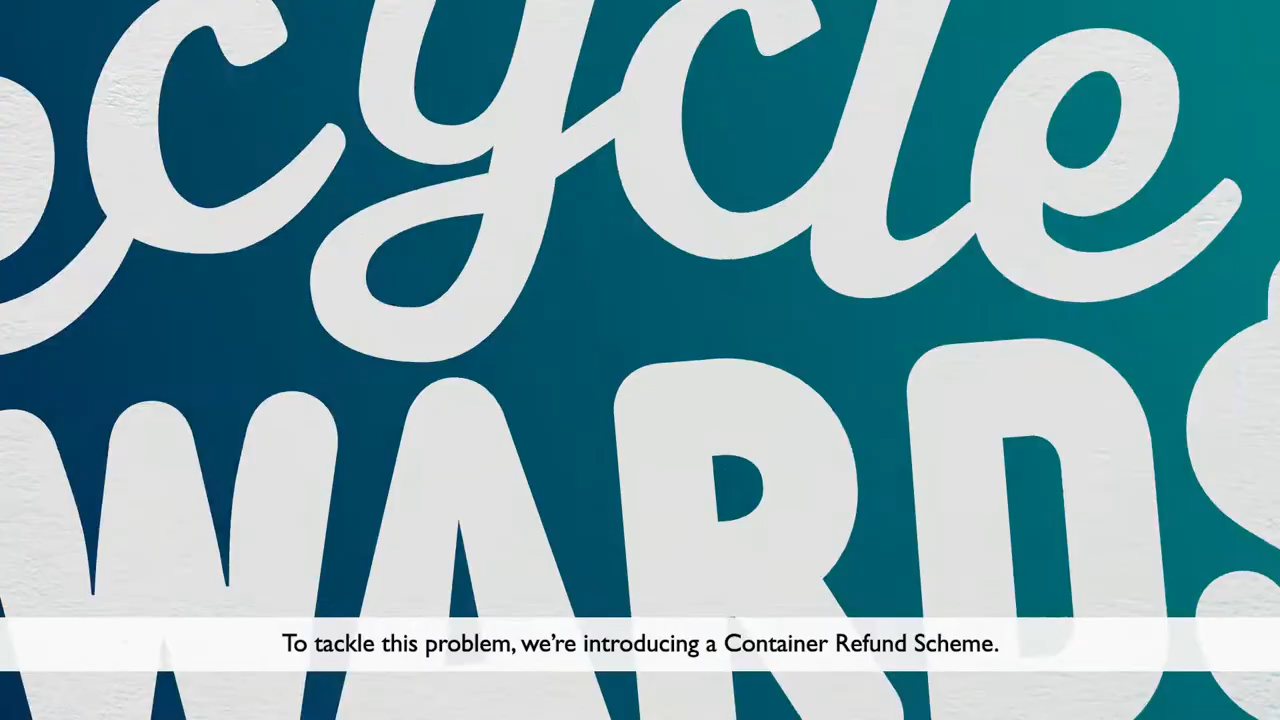 cycle
WARDS
To tackle this problem, we’re introducing a Container Refund Scheme.